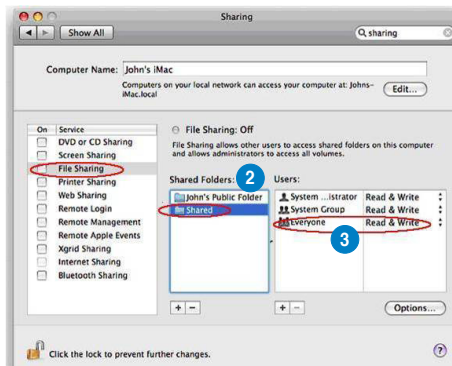 Sharing
Show All
sharing
Computer Name: John's iMac
Computers on your local network can access your computer at: Johns-
iMac.local
Edit...
On Service
DVD or CD Sharing
Screen Sharing
File Sharing
Printer Sharing
Web Sharing
Remote Login
Remote Management
Remote Apple Events
Xgrid Sharing
Internet Sharing
Bluetooth Sharing
File Sharing: Off
File Sharing allows other users to access shared folders on this computer
and allows administrators to access all volumes.
Shared Folders:
2
John's Public Folder
Shared
Users:
System ...istrator Read & Write
System Group Read & Write
Everyone Read & Write
3
+ −
+ −
Options...
Click the lock to prevent further changes.
?